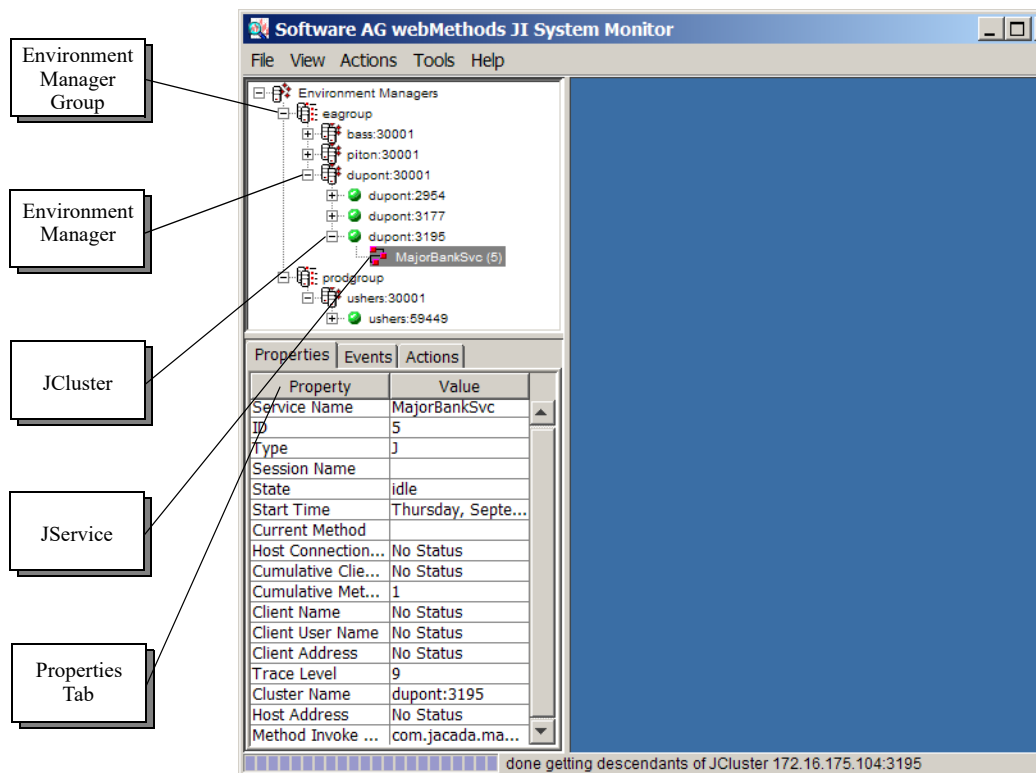 Environment
Manager
Group
Environment
Manager
JCluster
JService
Properties
Tab
Software AG webMethods JI System Monitor
File View Actions Tools Help
Environment Managers
eagroup
bass:30001
piton:30001
dupont:30001
dupont:2954
dupont:3177
dupont:3195
MajorBankSvc (5)
prodgroup
ushers:30001
ushers:59449
Properties Events Actions
Property Value
Service Name MajorBankSvc
ID 5
Type J
Session Name
State idle
Start Time Thursday, Septe...
Current Method
Host Connection... No Status
Cumulative Clie... No Status
Cumulative Met... 1
Client Name No Status
Client User Name No Status
Client Address No Status
Trace Level 9
Cluster Name dupont:3195
Host Address No Status
Method Invoke ... com.jacada.ma...
done getting descendants of JCluster 172.16.175.104:3195